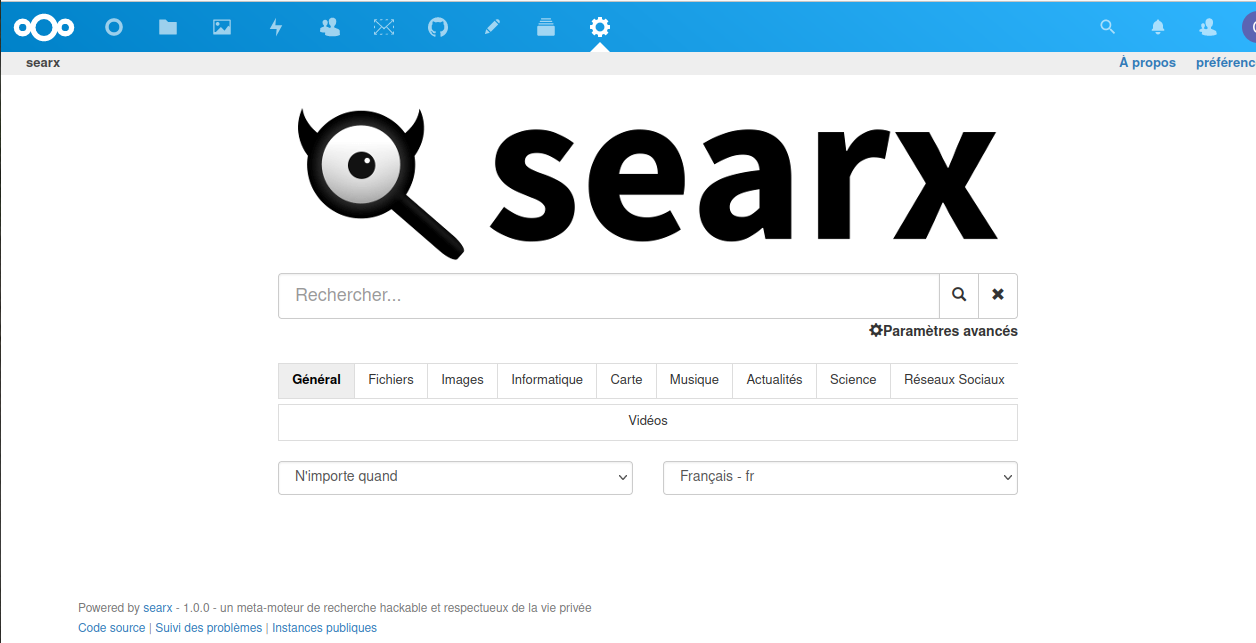 searx À propos
searx
Rechercher...
Paramètres avancés
Général Fichiers Images Informatique Carte Musique Actualités Science Réseaux Sociaux
Vidéos
N'importe quand Français - fr
Powered by searx - 1.0.0 - un meta-moteur de recherche hackable et respectueux de la vie privée
Code source | Suivi des problèmes | Instances publiques